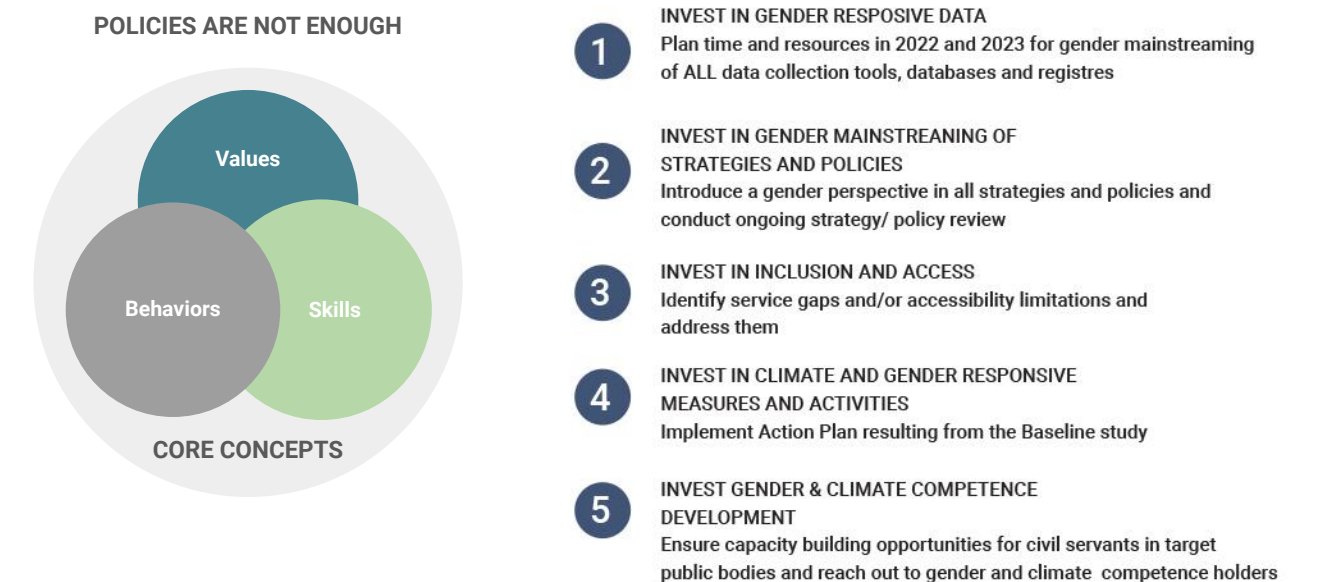 POLICIES ARE NOT ENOUGH
Values
Behaviors
Skills
CORE CONCEPTS
1
INVEST IN GENDER RESPOSIVE DATA
Plan time and resources in 2022 and 2023 for gender mainstreaming
of ALL data collection tools, databases and registres
2
INVEST IN GENDER MAINSTREANING OF
STRATEGIES AND POLICIES
Introduce a gender perspective in all strategies and policies and
conduct ongoing strategy/ policy review
3
INVEST IN INCLUSION AND ACCESS
Identify service gaps and/or accessibility limitations and
address them
4
INVEST IN CLIMATE AND GENDER RESPONSIVE
MEASURES AND ACTIVITIES
Implement Action Plan resulting from the Baseline study
5
INVEST GENDER & CLIMATE COMPETENCE
DEVELOPMENT
Ensure capacity building opportunities for civil servants in target
public bodies and reach out to gender and climate competence holders